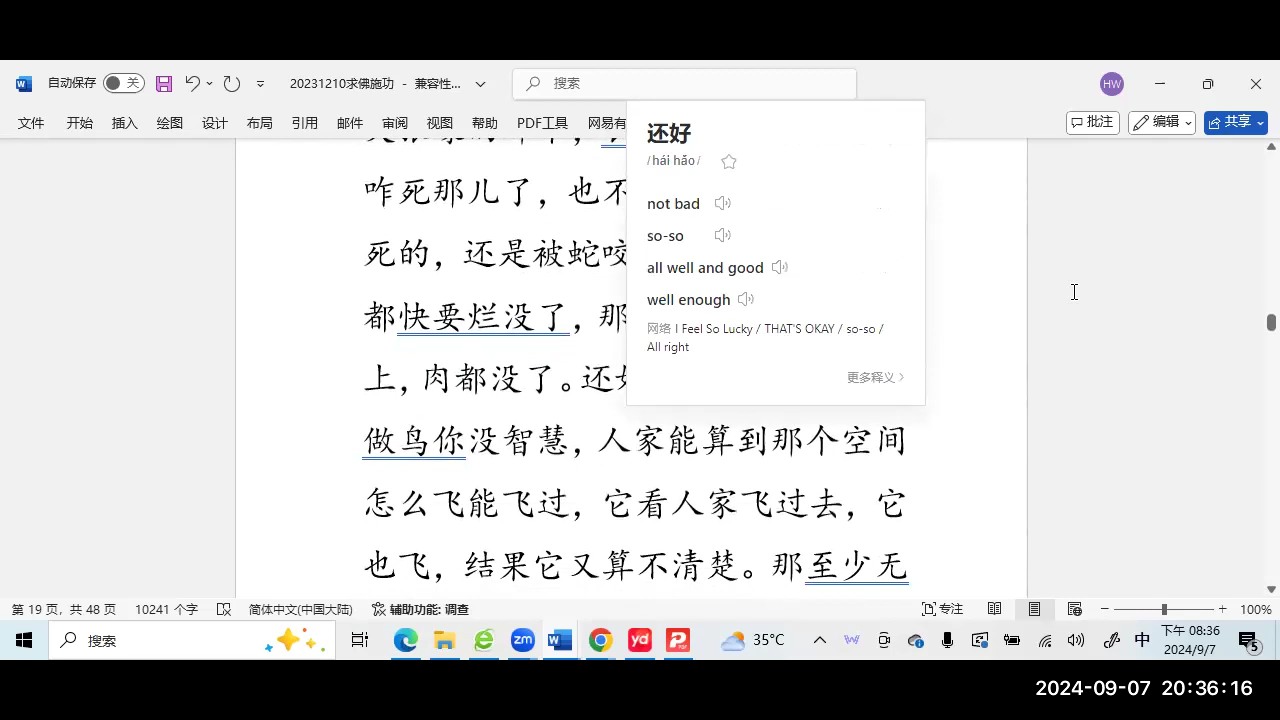 自动保存 关 20231210求佛施功 - 兼容性... 搜索 HW
文件 开始 插入 绘图 设计 布局 引用 邮件 审阅 视图 帮助 PDF工具 网易有 批注 编辑 共享
还好
/hái hǎo/
not bad
so-so
all well and good
well enough
网络 I Feel So Lucky / THAT'S OKAY / so-so /
All right
更多释义
咋死那儿了，也不
死的，还是被蛇咬
都快要烂没了，那
上，肉都没了。还好
做鸟你没智慧，人家能算到那个空间
怎么飞能飞过，它看人家飞过去，它
也飞，结果它又算不清楚。那至少无
第 19 页，共 48 页 10241 个字 简体中文(中国大陆) 辅助功能: 调查 专注 100%
搜索 zm yd 35°C 中 下午 08:36
2024/9/7 5
2024-09-07 20:36:16